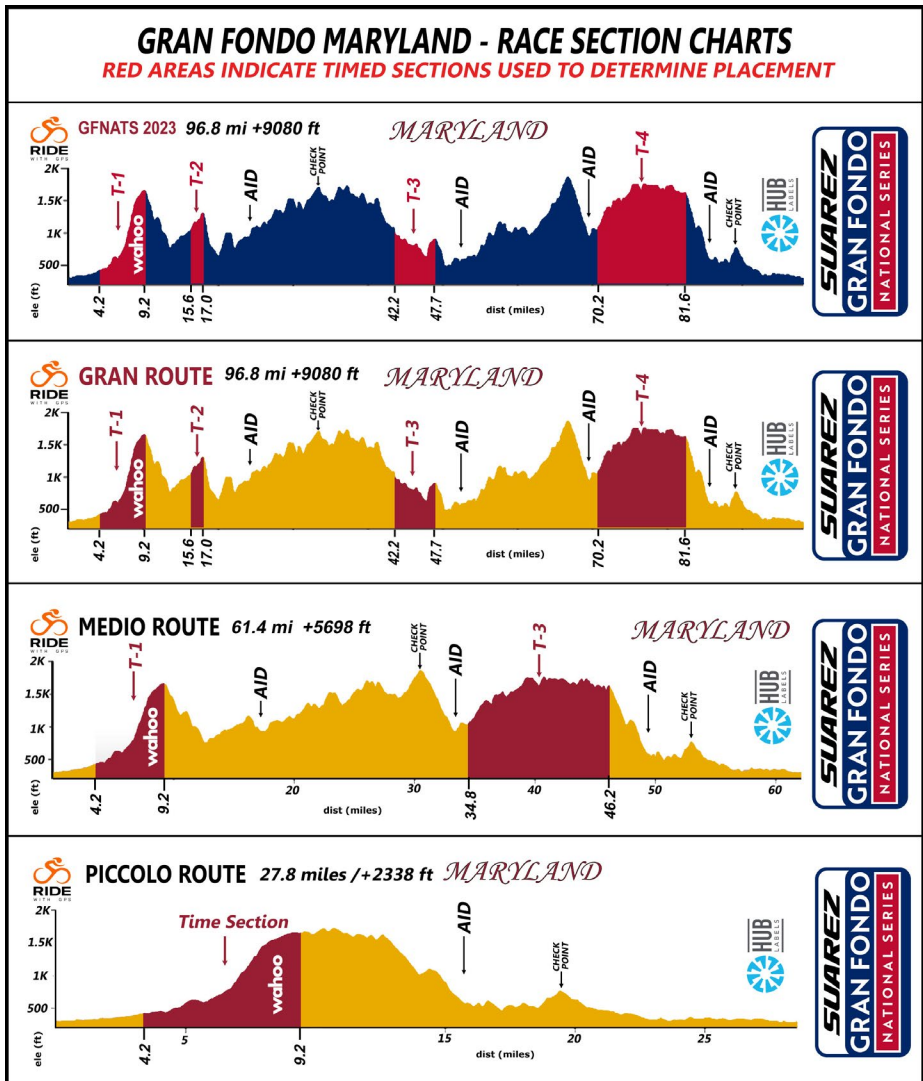 GRAN FONDO MARYLAND - RACE SECTION CHARTS
RED AREAS INDICATE TIMED SECTIONS USED TO DETERMINE PLACEMENT
RIDE
WITH GPS
GFNATS 2023 96.8 mi +9080 ft MARYLAND
2K
1.5K
1K
500
ele (ft)
T-1
wahoo
T-2
AID
CHECK
POINT
T-3
AID
AID
T-4
AID
CHECK
POINT
4.2
9.2
15.6
17.0
42.2
47.7
dist (miles)
70.2
81.6
HUB
LABELS
SUAREZ
GRAN FONDO
NATIONAL SERIES
RIDE
WITH GPS
GRAN ROUTE 96.8 mi +9080 ft MARYLAND
2K
1.5K
1K
500
ele (ft)
T-1
wahoo
T-2
AID
CHECK
POINT
T-3
AID
AID
T-4
AID
CHECK
POINT
4.2
9.2
15.6
17.0
42.2
47.7
dist (miles)
70.2
81.6
HUB
LABELS
SUAREZ
GRAN FONDO
NATIONAL SERIES
RIDE
WITH GPS
MEDIO ROUTE 61.4 mi +5698 ft MARYLAND
2K
1.5K
1K
500
ele (ft)
T-1
wahoo
AID
CHECK
POINT
AID
T-3
AID
CHECK
POINT
4.2
9.2
20
30
34.8
40
46.2
50
60
dist (miles)
HUB
LABELS
SUAREZ
GRAN FONDO
NATIONAL SERIES
RIDE
WITH GPS
PICCOLO ROUTE 27.8 miles /+2338 ft MARYLAND
2K
1.5K
1K
500
ele (ft)
Time Section
wahoo
AID
CHECK
POINT
4.2
5
9.2
15
20
25
dist (miles)
HUB
LABELS
SUAREZ
GRAN FONDO
NATIONAL SERIES